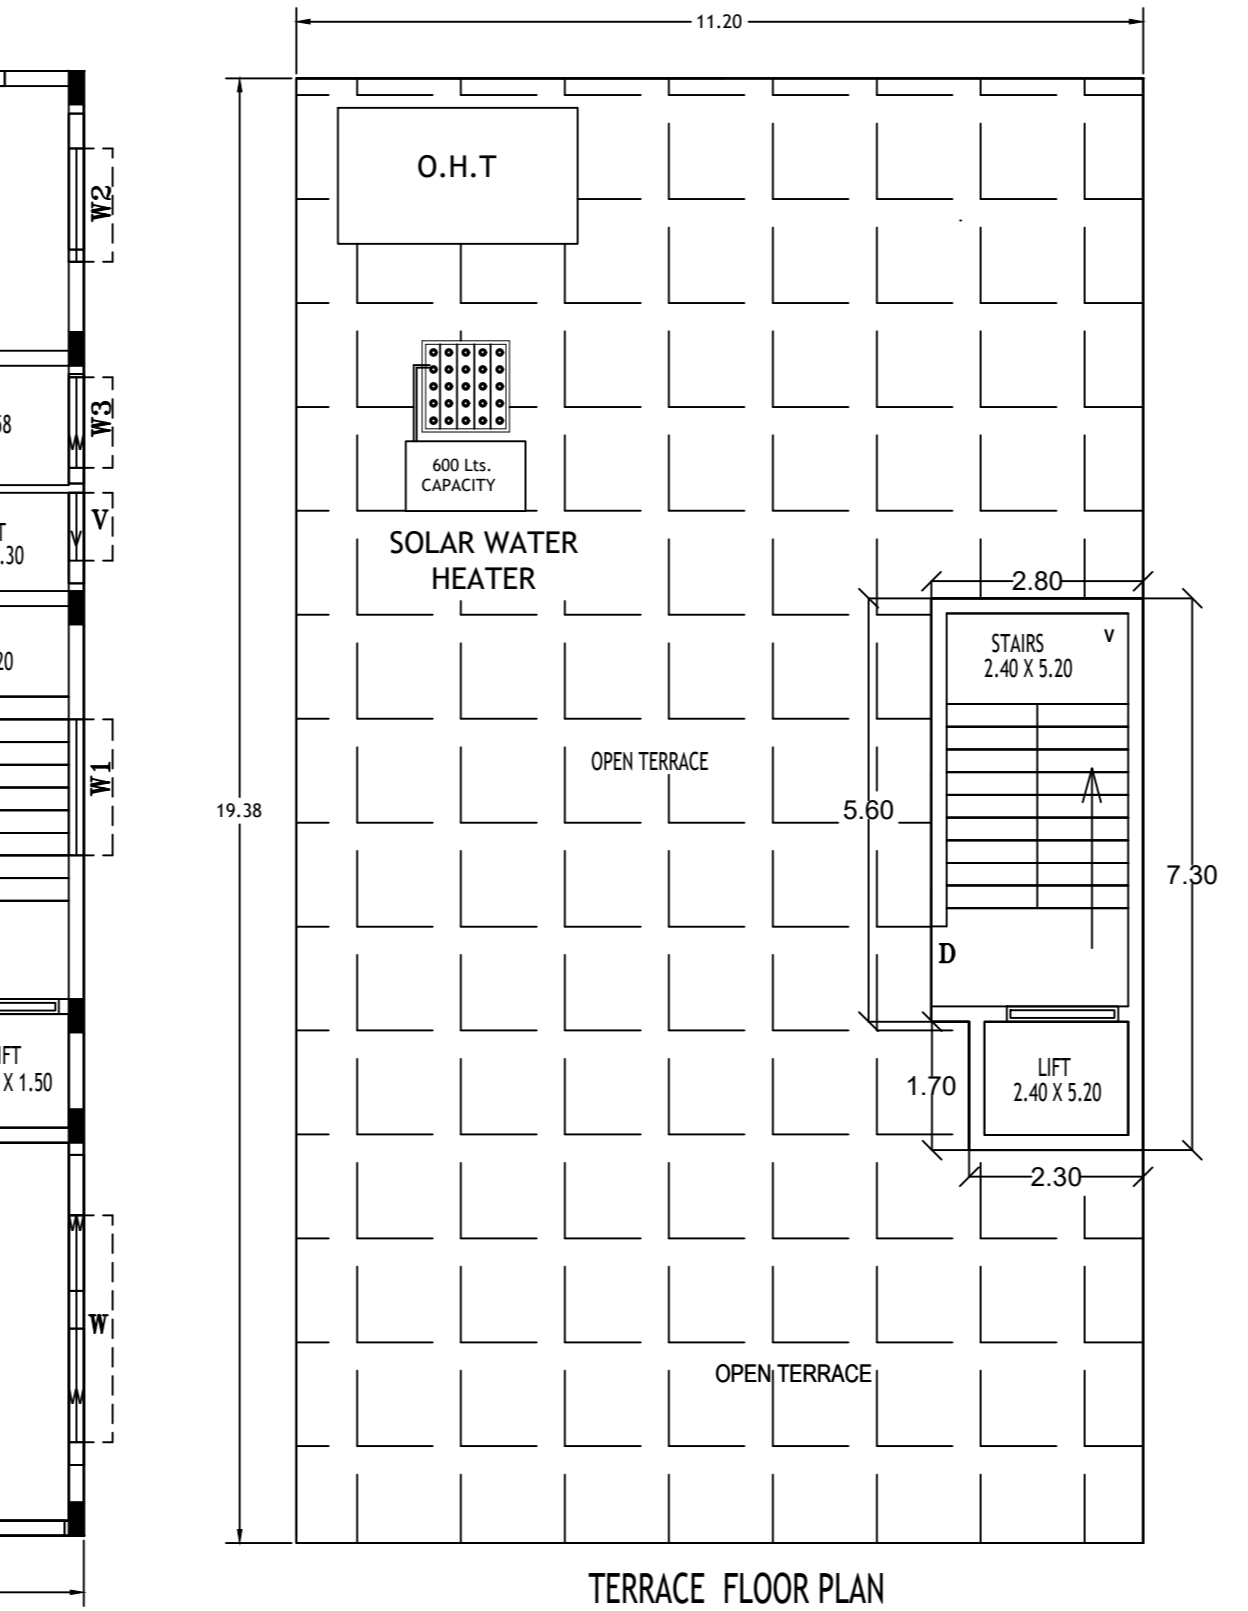 11.20
W2
O.H.T
W3
68
600 Lts.
CAPACITY
V
T
.30
SOLAR WATER
HEATER
2.80
STAIRS
V
2.40 X 5.20
20
W1
OPEN TERRACE
19.38
5.60
7.30
D
IFT
X 1.50
LIFT
2.40 X 5.20
1.70
2.30
W
OPEN TERRACE
TERRACE FLOOR PLAN